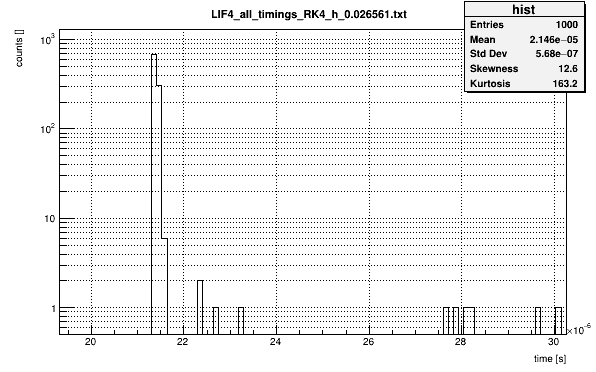 LIF4_all_timings_RK4_h_0.026561.txt
hist
Entries 1000
Mean 2.146e−05
Std Dev 5.68e−07
Skewness 12.6
Kurtosis 163.2
counts []
10³
10²
10
1
20 22 24 26 28 30
×10⁻⁶
time [s]